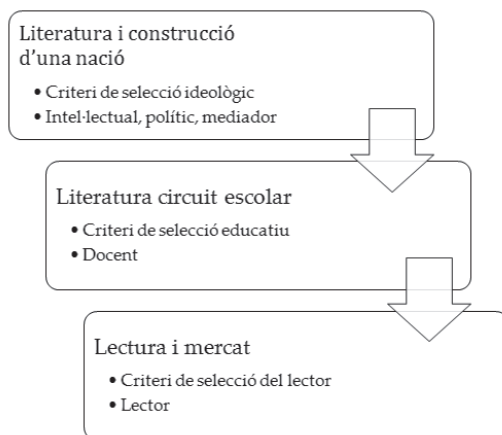 Literatura i construcció
d'una nació
• Criteri de selecció ideològic
• Intel·lectual, polític, mediador
Literatura circuit escolar
• Criteri de selecció educatiu
• Docent
Lectura i mercat
• Criteri de selecció del lector
• Lector